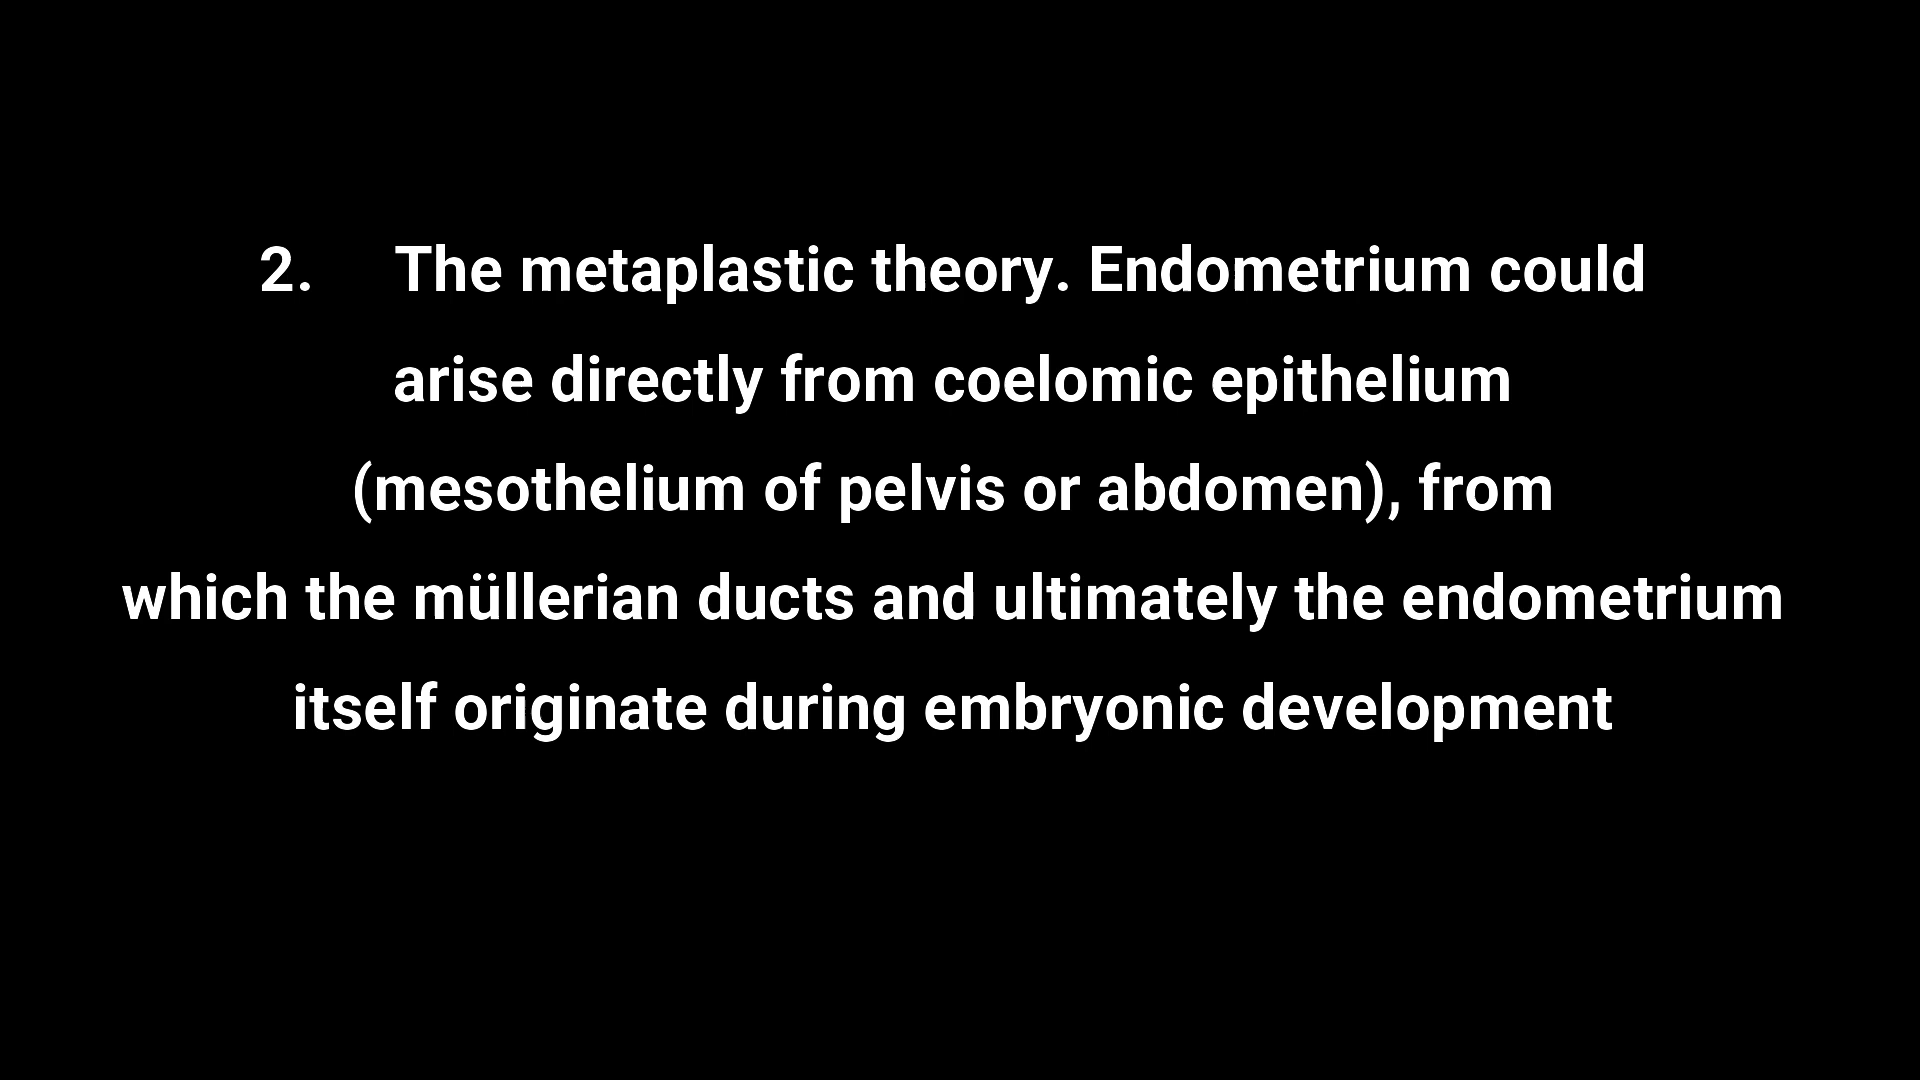 2. The metaplastic theory. Endometrium could
arise directly from coelomic epithelium
(mesothelium of pelvis or abdomen), from
which the müllerian ducts and ultimately the endometrium
itself originate during embryonic development